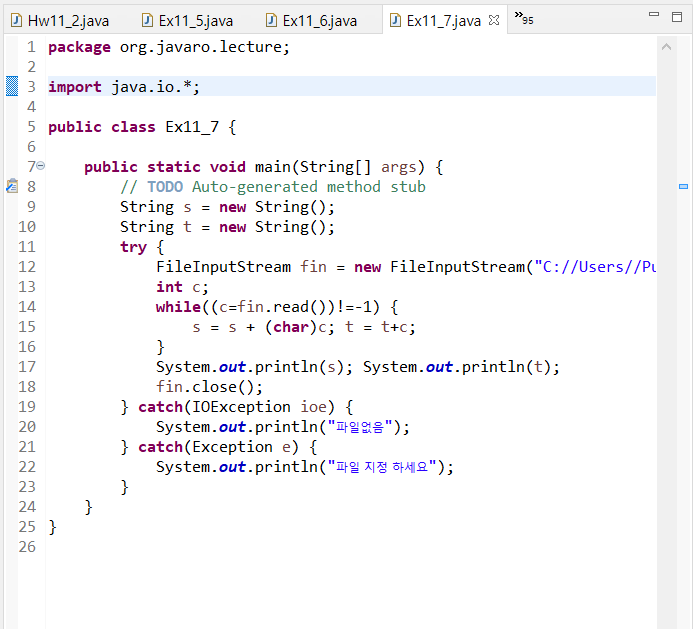 Hw11_2.java Ex11_5.java Ex11_6.java Ex11_7.java »95
1 package org.javaro.lecture;
2
3 import java.io.*;
4
5 public class Ex11_7 {
6
7 public static void main(String[] args) {
8 // TODO Auto-generated method stub
9 String s = new String();
10 String t = new String();
11 try {
12 FileInputStream fin = new FileInputStream("C://Users//Pu
13 int c;
14 while((c=fin.read())!=-1) {
15 s = s + (char)c; t = t+c;
16 }
17 System.out.println(s); System.out.println(t);
18 fin.close();
19 } catch(IOException ioe) {
20 System.out.println("파일없음");
21 } catch(Exception e) {
22 System.out.println("파일 지정 하세요");
23 }
24 }
25 }
26